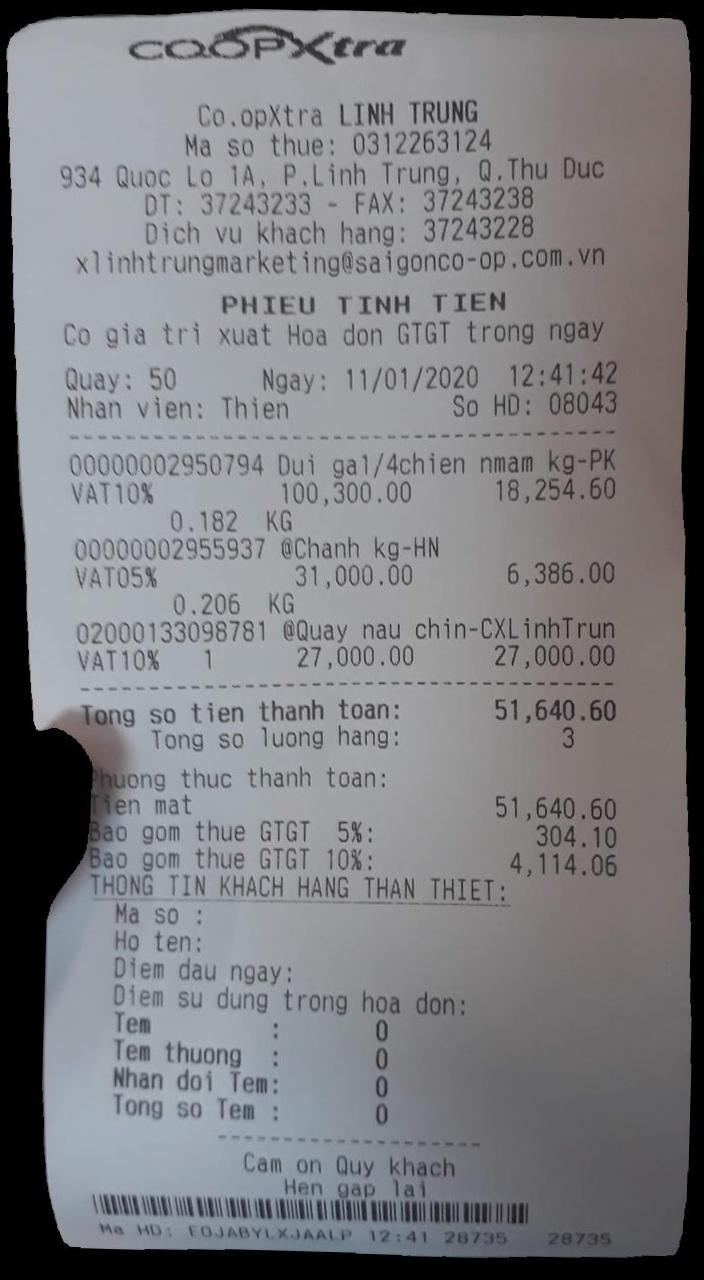 CO.OPXtra
Co.opXtra LINH TRUNG
Ma so thue: 0312263124
934 Quoc Lo 1A, P.Linh Trung, Q.Thu Duc
DT: 37243233 - FAX: 37243238
Dich vu khach hang: 37243228
xlinhtrungmarketing@saigonco-op.com.vn
PHIEU TINH TIEN
Co gia tri xuat Hoa don GTGT trong ngay
Quay: 50 Ngay: 11/01/2020 12:41:42
Nhan vien: Thien So HD: 08043
00000002950794 Dui ga1/4chien nmam kg-PK
VAT10% 100,300.00 18,254.60
0.182 KG
00000002955937 @Chanh kg-HN
VAT05% 31,000.00 6,386.00
0.206 KG
02000133098781 @Quay nau chin-CXLinhTrun
VAT10% 1 27,000.00 27,000.00
Tong so tien thanh toan: 51,640.60
Tong so luong hang: 3
Phuong thuc thanh toan:
Tien mat 51,640.60
Bao gom thue GTGT 5%: 304.10
Bao gom thue GTGT 10%: 4,114.06
THONG TIN KHACH HANG THAN THIET:
Ma so :
Ho ten:
Diem dau ngay:
Diem su dung trong hoa don:
Tem : 0
Tem thuong : 0
Nhan doi Tem: 0
Tong so Tem : 0
Cam on Quy khach
Hen gap lai
Ma HD: EOJABYLXJAALP 12:41 28735 28735